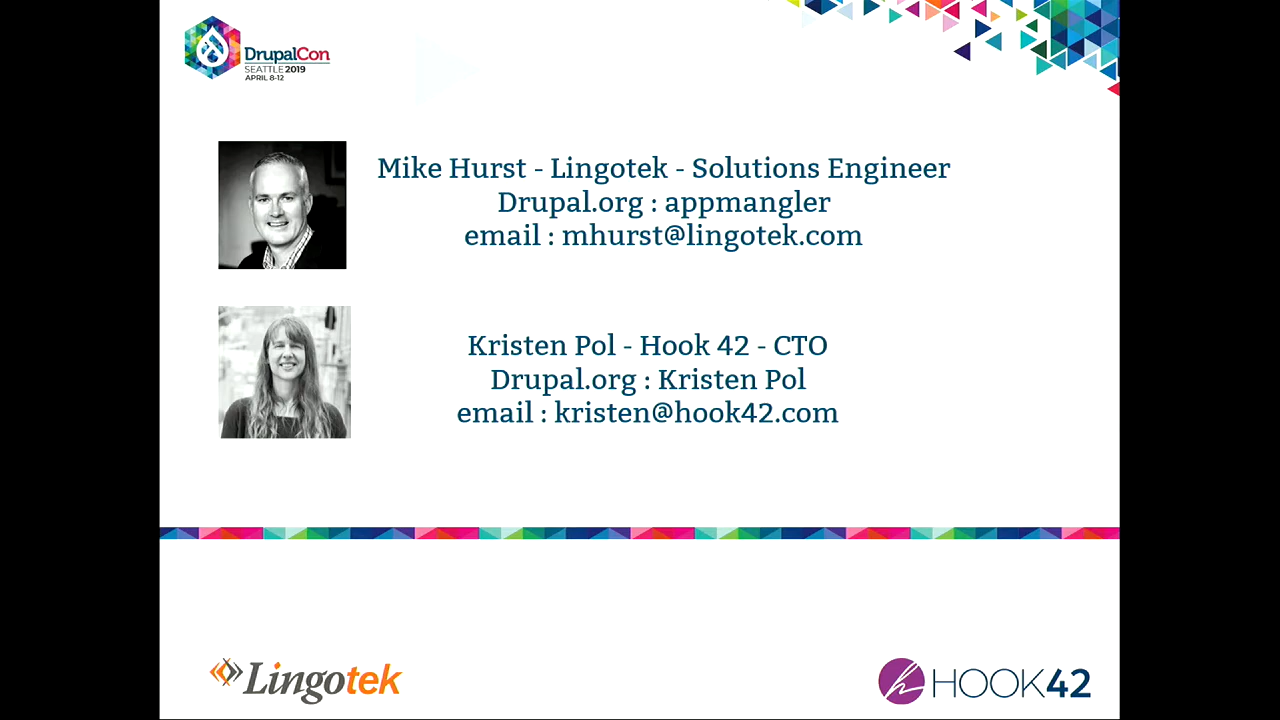 DrupalCon
SEATTLE 2019
APRIL 8-12
Mike Hurst - Lingotek - Solutions Engineer
Drupal.org : appmangler
email : mhurst@lingotek.com
Kristen Pol - Hook 42 - CTO
Drupal.org : Kristen Pol
email : kristen@hook42.com
Lingotek
h HOOK42